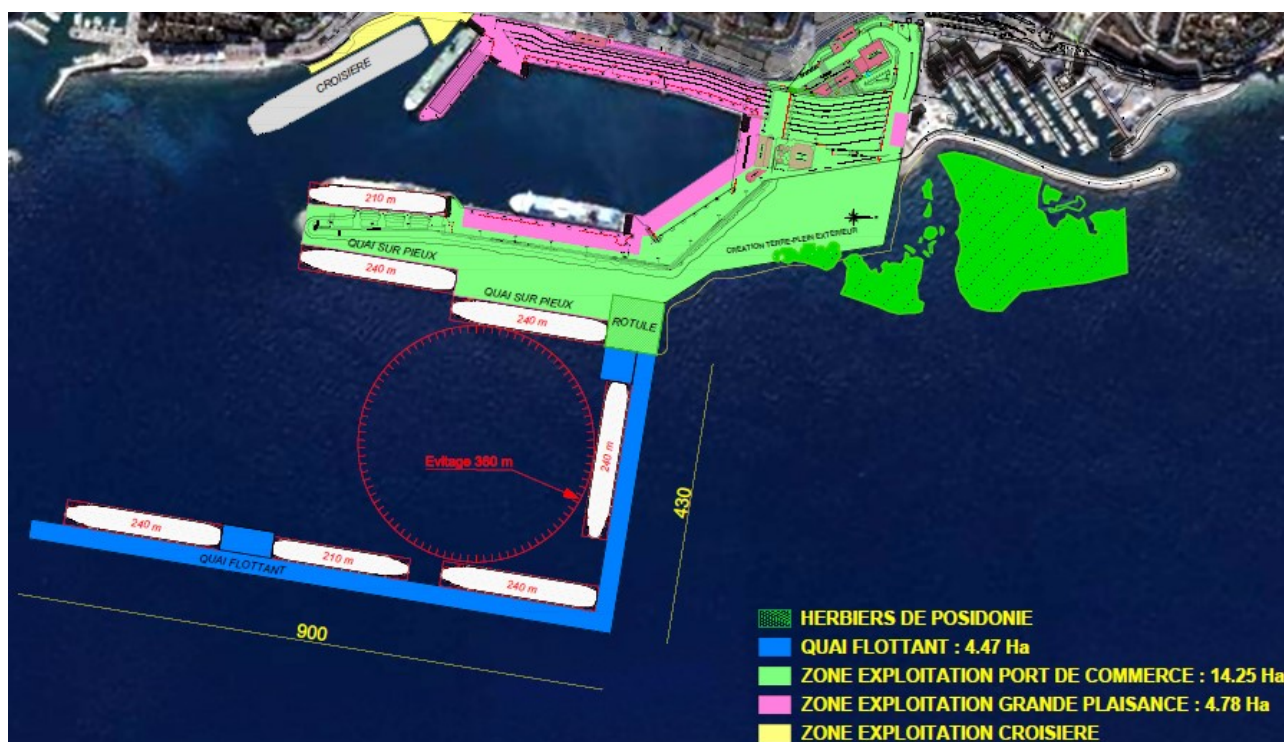 CROISIERE
210 m
QUAI SUR PIEUX
240 m
CREATION TERRE-PLEIN EXTERIEUR
QUAI SUR PIEUX
240 m
ROTULE
240 m
Evitage 360 m
430
240 m
210 m
QUAI FLOTTANT
240 m
900
HERBIERS DE POSIDONIE
QUAI FLOTTANT : 4.47 Ha
ZONE EXPLOITATION PORT DE COMMERCE : 14.25 Ha
ZONE EXPLOITATION GRANDE PLAISANCE : 4.78 Ha
ZONE EXPLOITATION CROISIERE